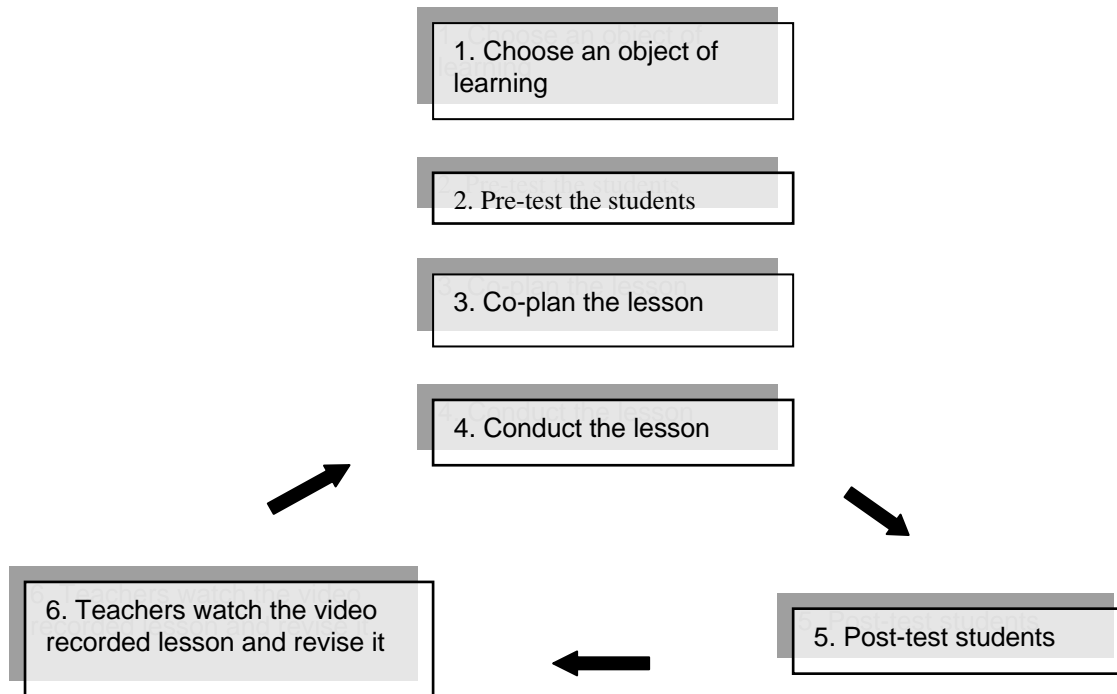 1. Choose an object of
learning
2. Pre-test the students
3. Co-plan the lesson
4. Conduct the lesson
6. Teachers watch the video
recorded lesson and revise it
5. Post-test students